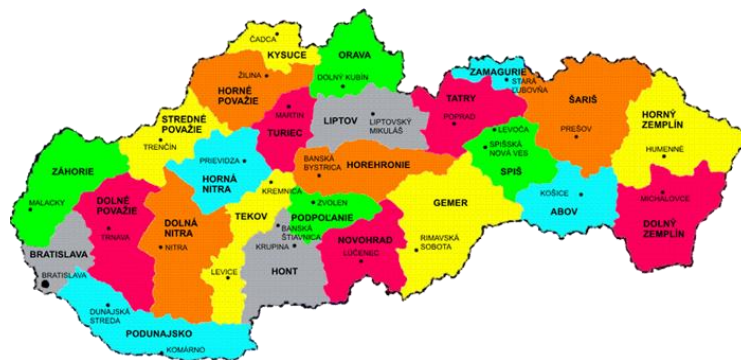 ČADCA
KYSUCE
ORAVA
ŽILINA
DOLNÝ KUBÍN
HORNÉ
POVAŽIE
ZAMAGURIE
STARÁ
ĽUBOVŇA
TATRY
ŠARIŠ
STREDNÉ
POVAŽIE
MARTIN
TURIEC
LIPTOV
LIPTOVSKÝ
MIKULÁŠ
POPRAD
LEVOČA
PREŠOV
HORNÝ
ZEMPLÍN
TRENČÍN
SPIŠSKÁ
NOVÁ VES
HUMENNÉ
PRIEVIDZA
HORNÁ
NITRA
BANSKÁ
BYSTRICA
HOREHRONIE
SPIŠ
ZÁHORIE
KREMNICA
MALACKY
DOLNÉ
POVAŽIE
TRNAVA
DOLNÁ
NITRA
NITRA
TEKOV
ZVOLEN
PODPOĽANIE
GEMER
KOŠICE
ABOV
MICHALOVCE
DOLNÝ
ZEMPLÍN
BANSKÁ
ŠTIAVNICA
KRUPINA
NOVOHRAD
LUČENEC
RIMAVSKÁ
SOBOTA
BRATISLAVA
BRATISLAVA
LEVICE
HONT
DUNAJSKÁ
STREDA
PODUNAJSKO
KOMÁRNO